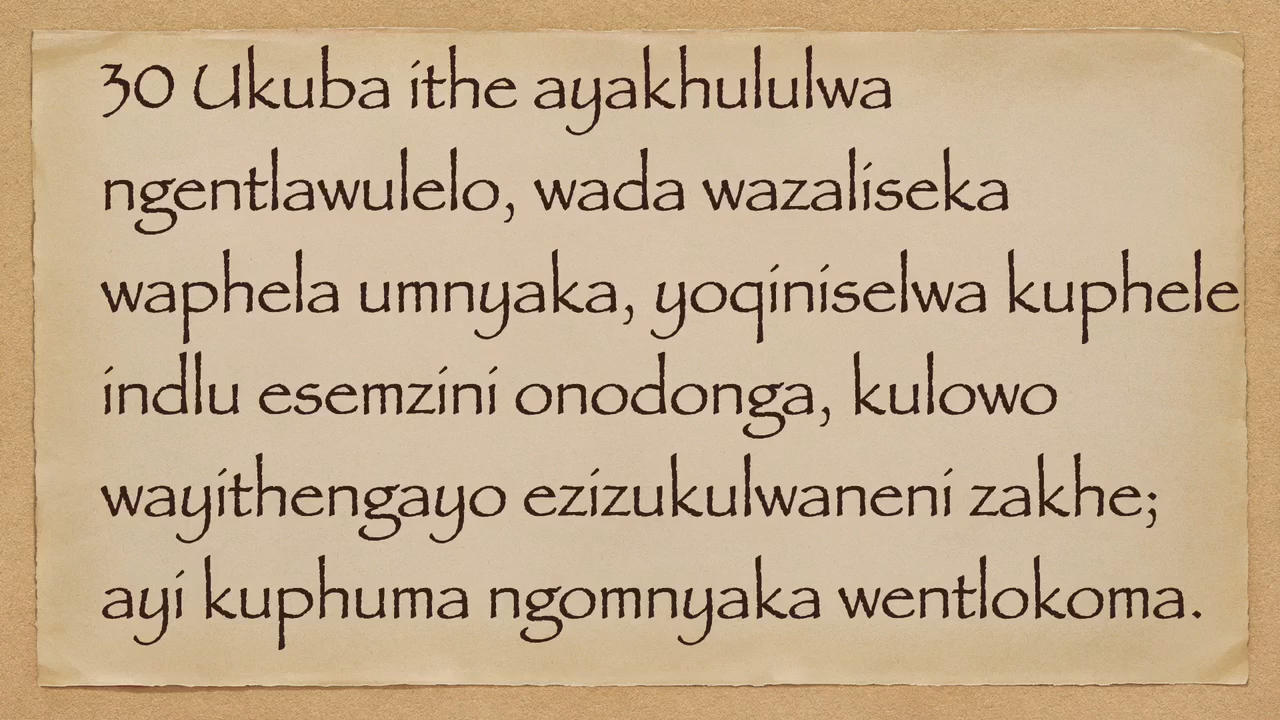 30 Ukuba ithe ayakhululwa
ngentlawulelo, wada wazaliseka
waphela umnyaka, yoqiniselwa kuphele
indlu esemzini onodonga, kulowo
wayithengayo ezizukulwaneni zakhe;
ayi kuphuma ngomnyaka wentlokoma.